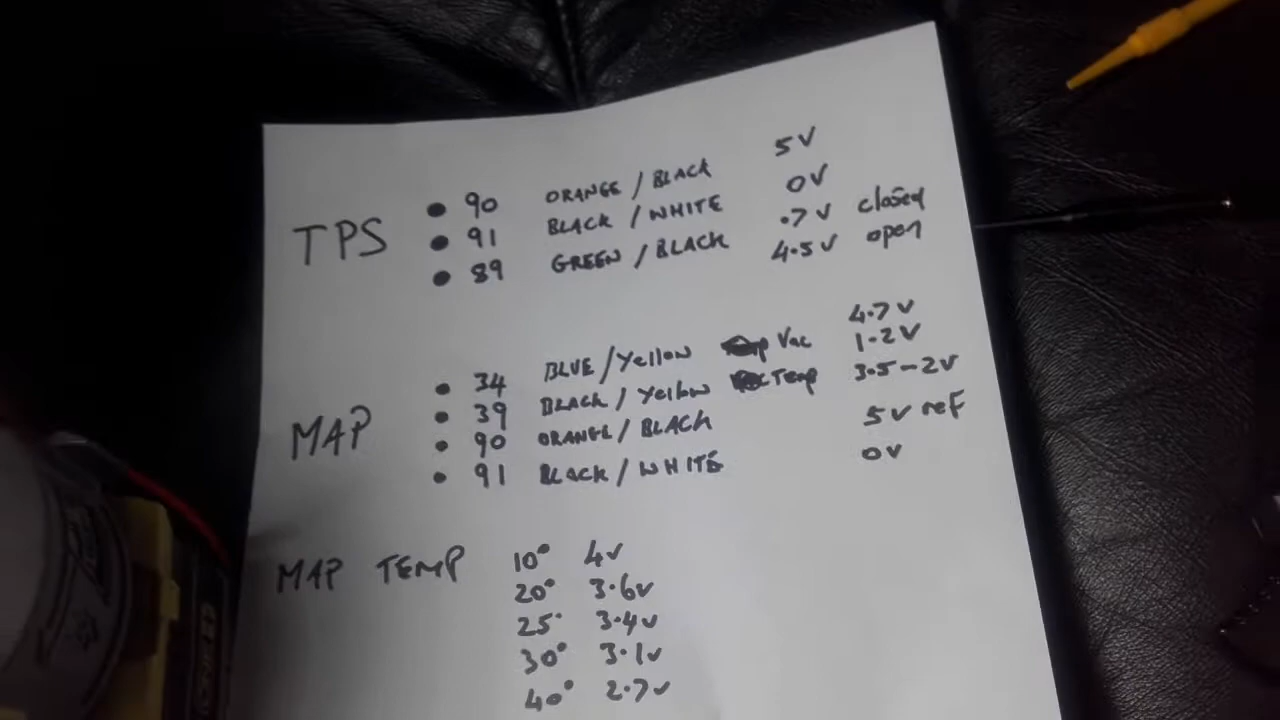 TPS • 90 ORANGE / BLACK 5V
• 91 BLACK / WHITE 0V
• 89 GREEN / BLACK .7V closed
4.5V open
MAP • 34 BLUE / Yellow Vac 4.7V
1.2V
• 39 BLACK / Yellow Temp 3.5-2V
• 90 ORANGE / BLACK 5V ref
• 91 BLACK / WHITE 0V
MAP TEMP 10° 4v
20° 3.6v
25° 3.4v
30° 3.1v
40° 2.7v